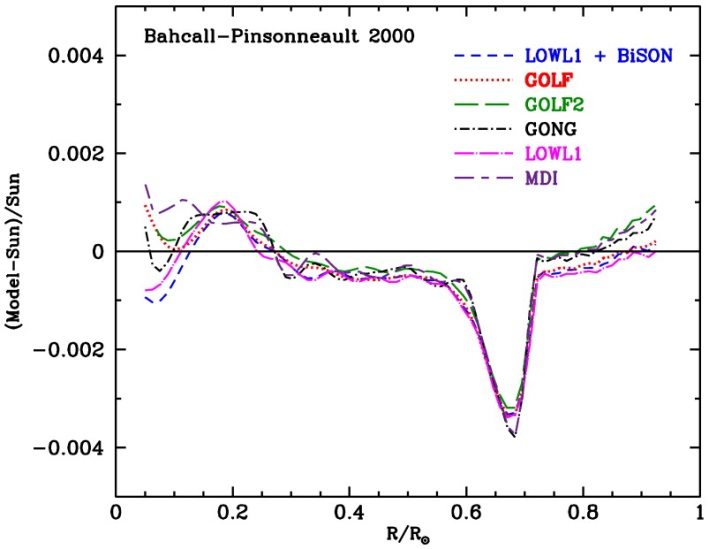 Bahcall-Pinsonneault 2000
LOWL1 + BiSON
GOLF
GOLF2
GONG
LOWL1
MDI
(Model-Sun)/Sun
0.004
0.002
0
-0.002
-0.004
0 0.2 0.4 0.6 0.8 1
R/R⊙